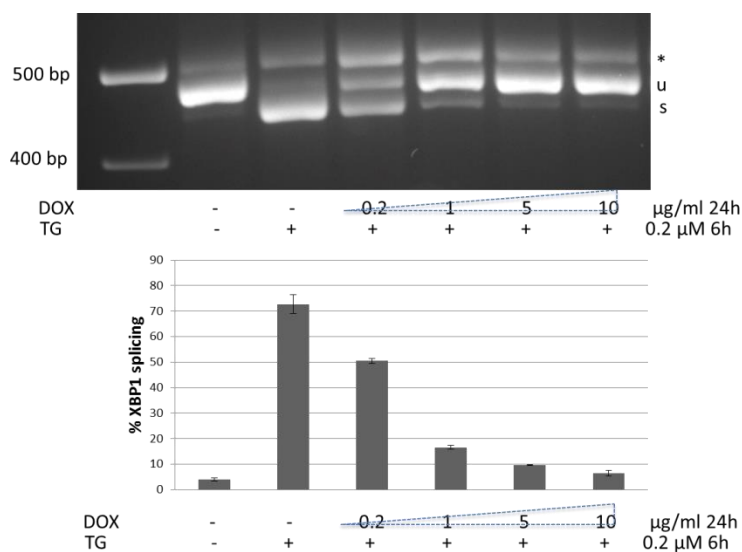 *
500 bp
u
s
400 bp
DOX - - 0.2 1 5 10 µg/ml 24h
TG - + + + + + 0.2 µM 6h
90
80
70
60
50
40
30
20
10
0
% XBP1 splicing
DOX - - 0.2 1 5 10 µg/ml 24h
TG - + + + + + 0.2 µM 6h